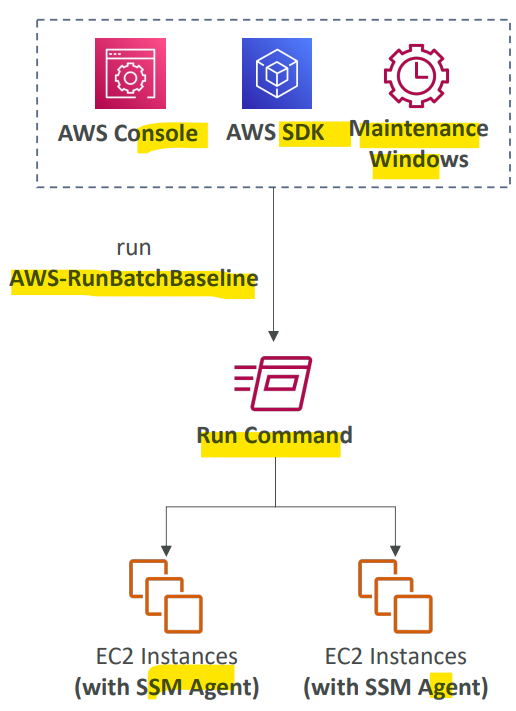 AWS Console
AWS SDK
Maintenance
Windows
run
AWS-RunBatchBaseline
Run Command
EC2 Instances
(with SSM Agent)
EC2 Instances
(with SSM Agent)